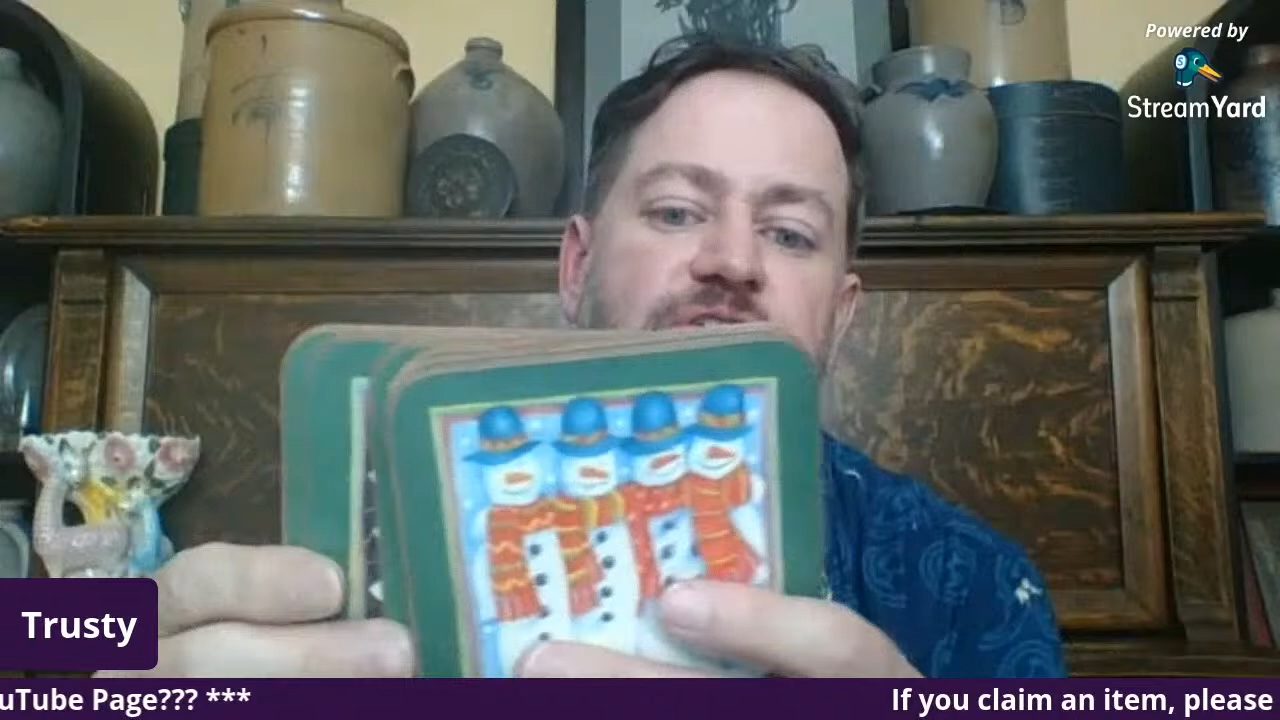 Powered by
StreamYard
Trusty
uTube Page??? ***
If you claim an item, please